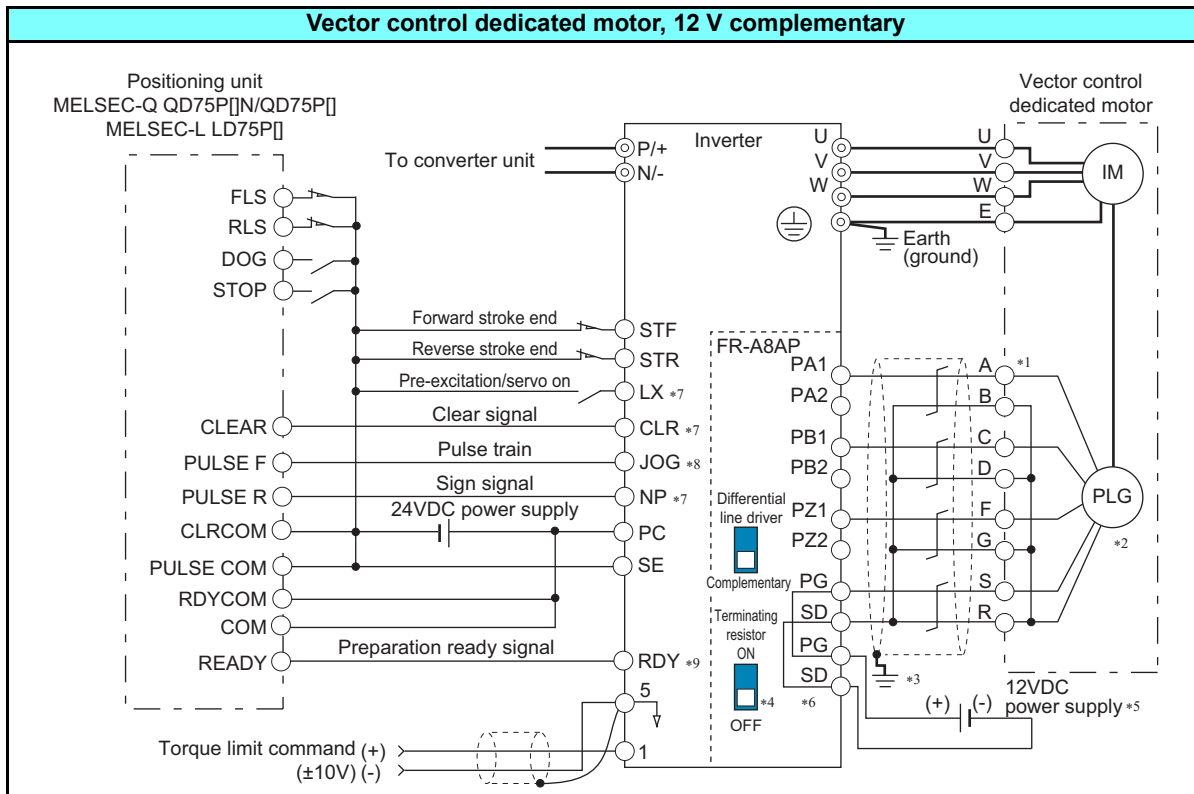 Vector control dedicated motor, 12 V complementary
Positioning unit
MELSEC-Q QD75P[]N/QD75P[]
MELSEC-L LD75P[]
FLS
RLS
DOG
STOP
CLEAR
PULSE F
PULSE R
CLRCOM
PULSE COM
RDYCOM
COM
READY
To converter unit
Forward stroke end
Reverse stroke end
Pre-excitation/servo on
Clear signal
Pulse train
Sign signal
24VDC power supply
Preparation ready signal
Torque limit command (+)
(±10V) (-)
Inverter
P/+
N/-
STF
STR
LX *7
CLR *7
JOG *8
NP *7
PC
SE
RDY *9
5
1
U
V
W
Earth
(ground)
FR-A8AP
Differential
line driver
Complementary
Terminating
resistor
ON
*4
OFF
PA1
PA2
PB1
PB2
PZ1
PZ2
PG
SD
PG
SD
*6
*3
Vector control
dedicated motor
U
V
W
E
IM
A *1
B
C
D
F
G
S
R
PLG
*2
12VDC
(+) (-) power supply *5